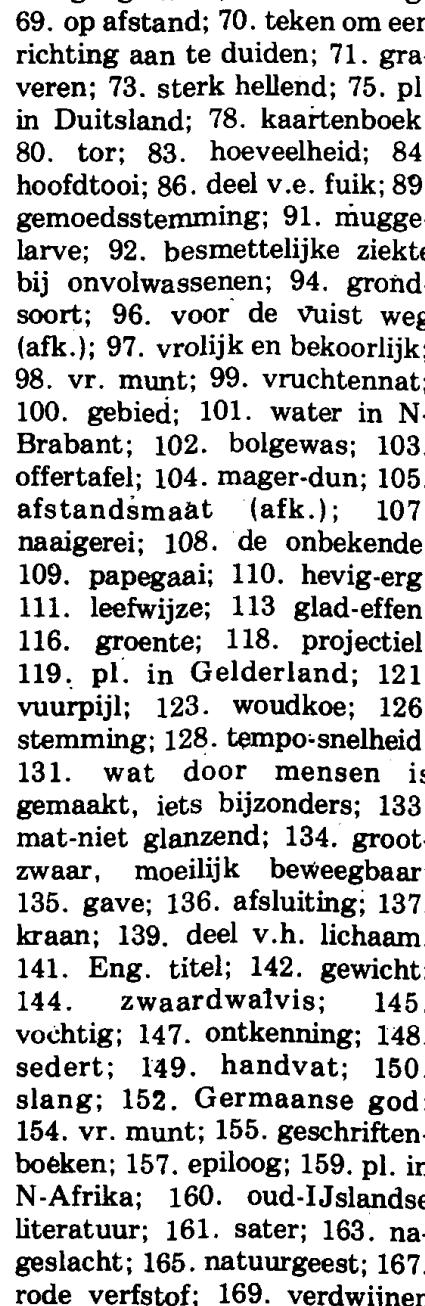 69. op afstand; 70. teken om een
richting aan te duiden; 71. gra-
veren; 73. sterk hellend; 75. pl
in Duitsland; 78. kaartenboek
80. tor; 83. hoeveelheid; 84
hoofdtooi; 86. deel v.e. fuik; 89
gemoedsstemming; 91. mugge-
larve; 92. besmettelijke ziekte
bij onvolwassenen; 94. grond-
soort; 96. voor de vuist weg
(afk.); 97. vrolijk en bekoorlijk;
98. vr. munt; 99. vruchtennat;
100. gebied; 101. water in N-
Brabant; 102. bolgewas; 103.
offertafel; 104. mager-dun; 105.
afstandsmaat (afk.); 107
naaigerei; 108. de onbekende
109. papegaai; 110. hevig-erg
111. leefwijze; 113 glad-effen
116. groente; 118. projectiel
119. pl. in Gelderland; 121
vuurpijl; 123. woudkoe; 126
stemming; 128. tempo-snelheid
131. wat door mensen is
gemaakt, iets bijzonders; 133
mat-niet glanzend; 134. groot-
zwaar, moeilijk beweegbaar
135. gave; 136. afsluiting; 137.
kraan; 139. deel v.h. lichaam
141. Eng. titel; 142. gewicht;
144. zwaardwalvis; 145.
vochtig; 147. ontkenning; 148.
sedert; 149. handvat; 150.
slang; 152. Germaanse god;
154. vr. munt; 155. geschriften-
boeken; 157. epiloog; 159. pl. in
N-Afrika; 160. oud-IJslandse
literatuur; 161. sater; 163. na-
geslacht; 165. natuurgeest; 167.
rode verfstof; 169. verdwijnen